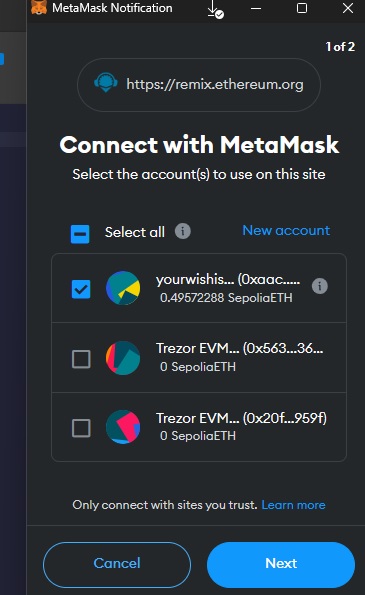 MetaMask Notification
1 of 2
https://remix.ethereum.org
Connect with MetaMask
Select the account(s) to use on this site
Select all
New account
yourwishis... (0xaac......
0.49572288 SepoliaETH
Trezor EVM... (0x563...36...
0 SepoliaETH
Trezor EVM... (0x20f...959f)
0 SepoliaETH
Only connect with sites you trust. Learn more
Cancel
Next